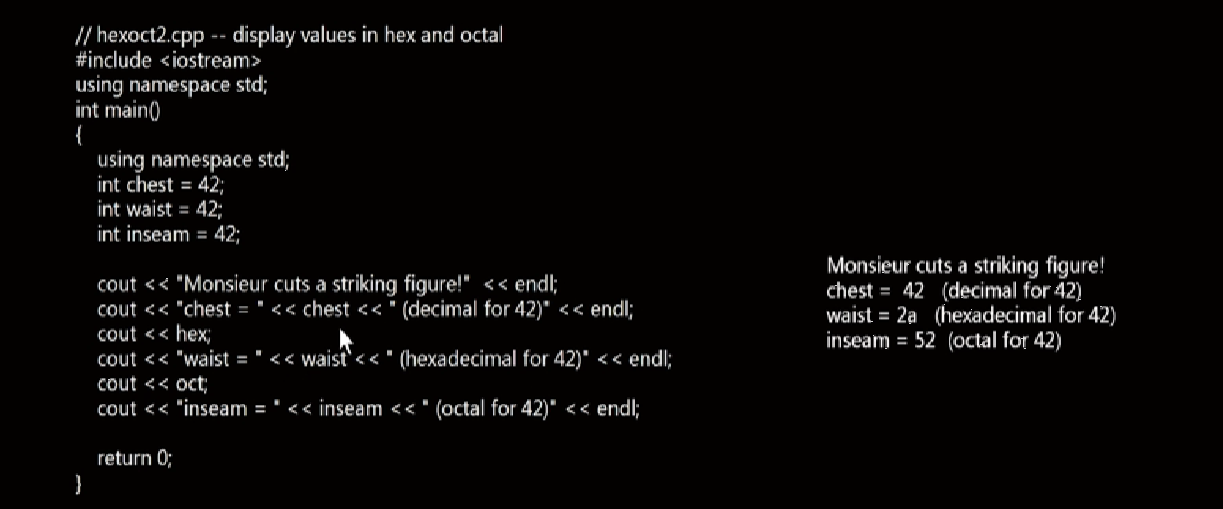 // hexoct2.cpp -- display values in hex and octal
#include <iostream>
using namespace std;
int main()
{
using namespace std;
int chest = 42;
int waist = 42;
int inseam = 42;
cout << "Monsieur cuts a striking figure!" << endl;
cout << "chest = " << chest << " (decimal for 42)" << endl;
cout << hex;
cout << "waist = " << waist << " (hexadecimal for 42)" << endl;
cout << oct;
cout << "inseam = " << inseam << " (octal for 42)" << endl;
return 0;
}
Monsieur cuts a striking figure!
chest = 42 (decimal for 42)
waist = 2a (hexadecimal for 42)
inseam = 52 (octal for 42)